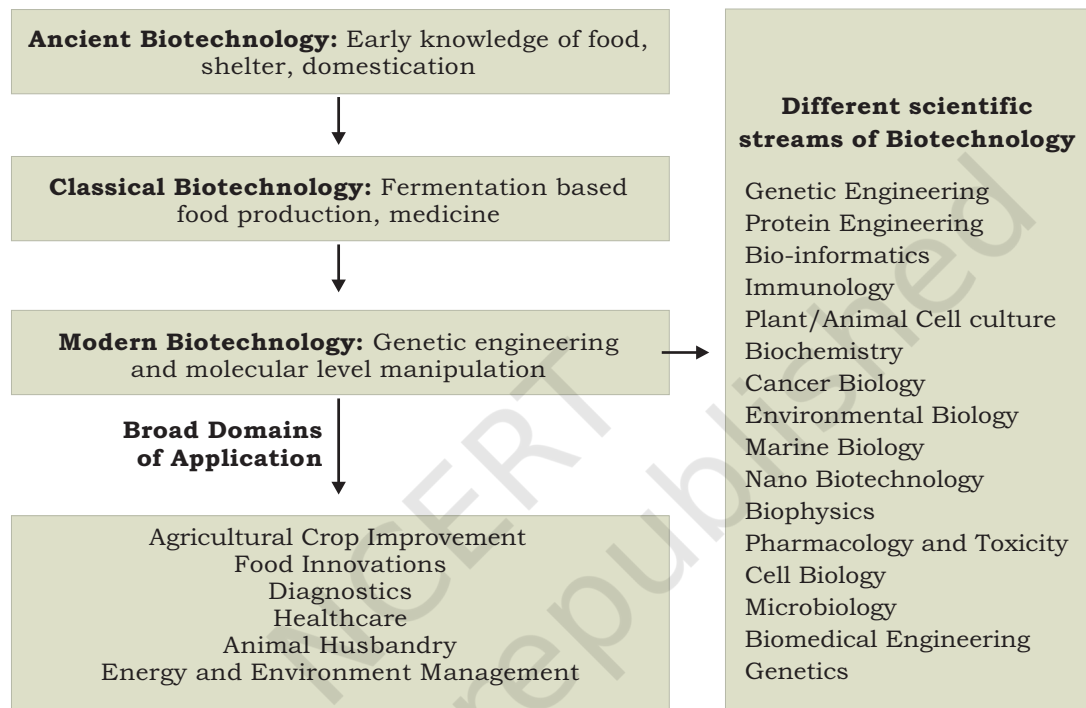 Ancient Biotechnology: Early knowledge of food,
shelter, domestication
Classical Biotechnology: Fermentation based
food production, medicine
Modern Biotechnology: Genetic engineering
and molecular level manipulation
Broad Domains
of Application
Agricultural Crop Improvement
Food Innovations
Diagnostics
Healthcare
Animal Husbandry
Energy and Environment Management
Different scientific
streams of Biotechnology
Genetic Engineering
Protein Engineering
Bio-informatics
Immunology
Plant/Animal Cell culture
Biochemistry
Cancer Biology
Environmental Biology
Marine Biology
Nano Biotechnology
Biophysics
Pharmacology and Toxicity
Cell Biology
Microbiology
Biomedical Engineering
Genetics
NCERT
republished